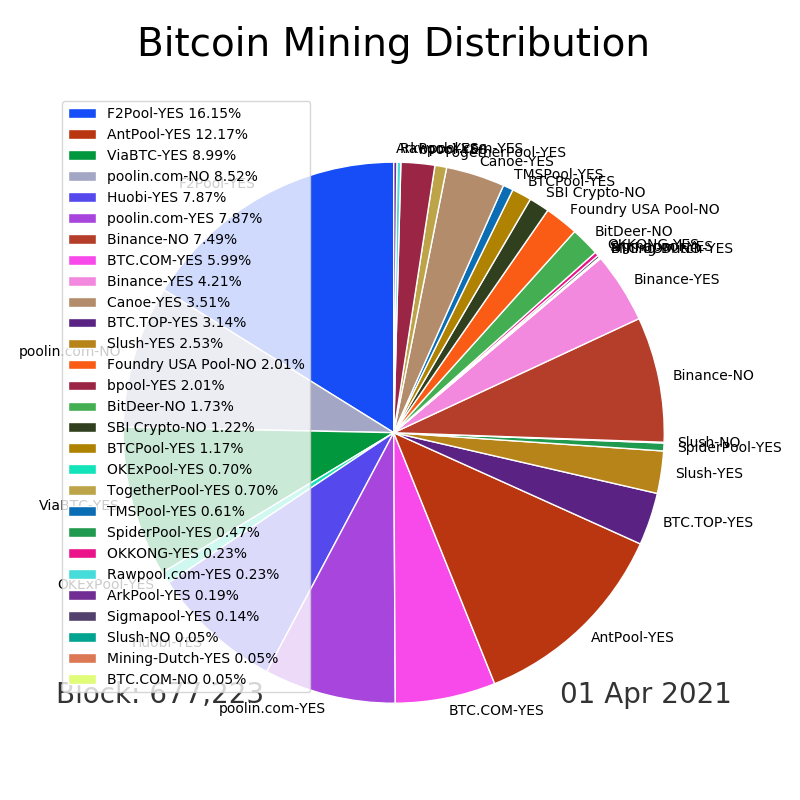 Bitcoin Mining Distribution
F2Pool-YES 16.15%
AntPool-YES 12.17%
ViaBTC-YES 8.99%
poolin.com-NO 8.52%
Huobi-YES 7.87%
poolin.com-YES 7.87%
Binance-NO 7.49%
BTC.COM-YES 5.99%
Binance-YES 4.21%
Canoe-YES 3.51%
BTC.TOP-YES 3.14%
Slush-YES 2.53%
Foundry USA Pool-NO 2.01%
bpool-YES 2.01%
BitDeer-NO 1.73%
SBI Crypto-NO 1.22%
BTCPool-YES 1.17%
OKExPool-YES 0.70%
TogetherPool-YES 0.70%
TMSPool-YES 0.61%
SpiderPool-YES 0.47%
OKKONG-YES 0.23%
Rawpool.com-YES 0.23%
ArkPool-YES 0.19%
Sigmapool-YES 0.14%
Slush-NO 0.05%
Mining-Dutch-YES 0.05%
BTC.COM-NO 0.05%
F2Pool-YES
poolin.com-NO
ViaBTC-YES
OKExPool-YES
Huobi-YES
poolin.com-YES
BTC.COM-YES
AntPool-YES
BTC.TOP-YES
Slush-YES
SpiderPool-YES
Slush-NO
Binance-NO
Binance-YES
OKKONG-YES
BitDeer-NO
Foundry USA Pool-NO
SBI Crypto-NO
BTCPool-YES
TMSPool-YES
Canoe-YES
TogetherPool-YES
Block: 677,223
01 Apr 2021